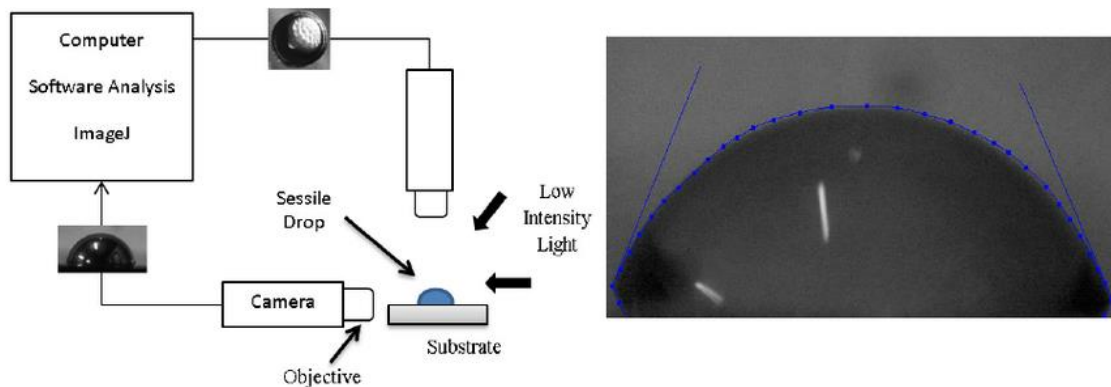 Computer
Software Analysis
ImageJ
Sessile
Drop
Low
Intensity
Light
Camera
Substrate
Objective